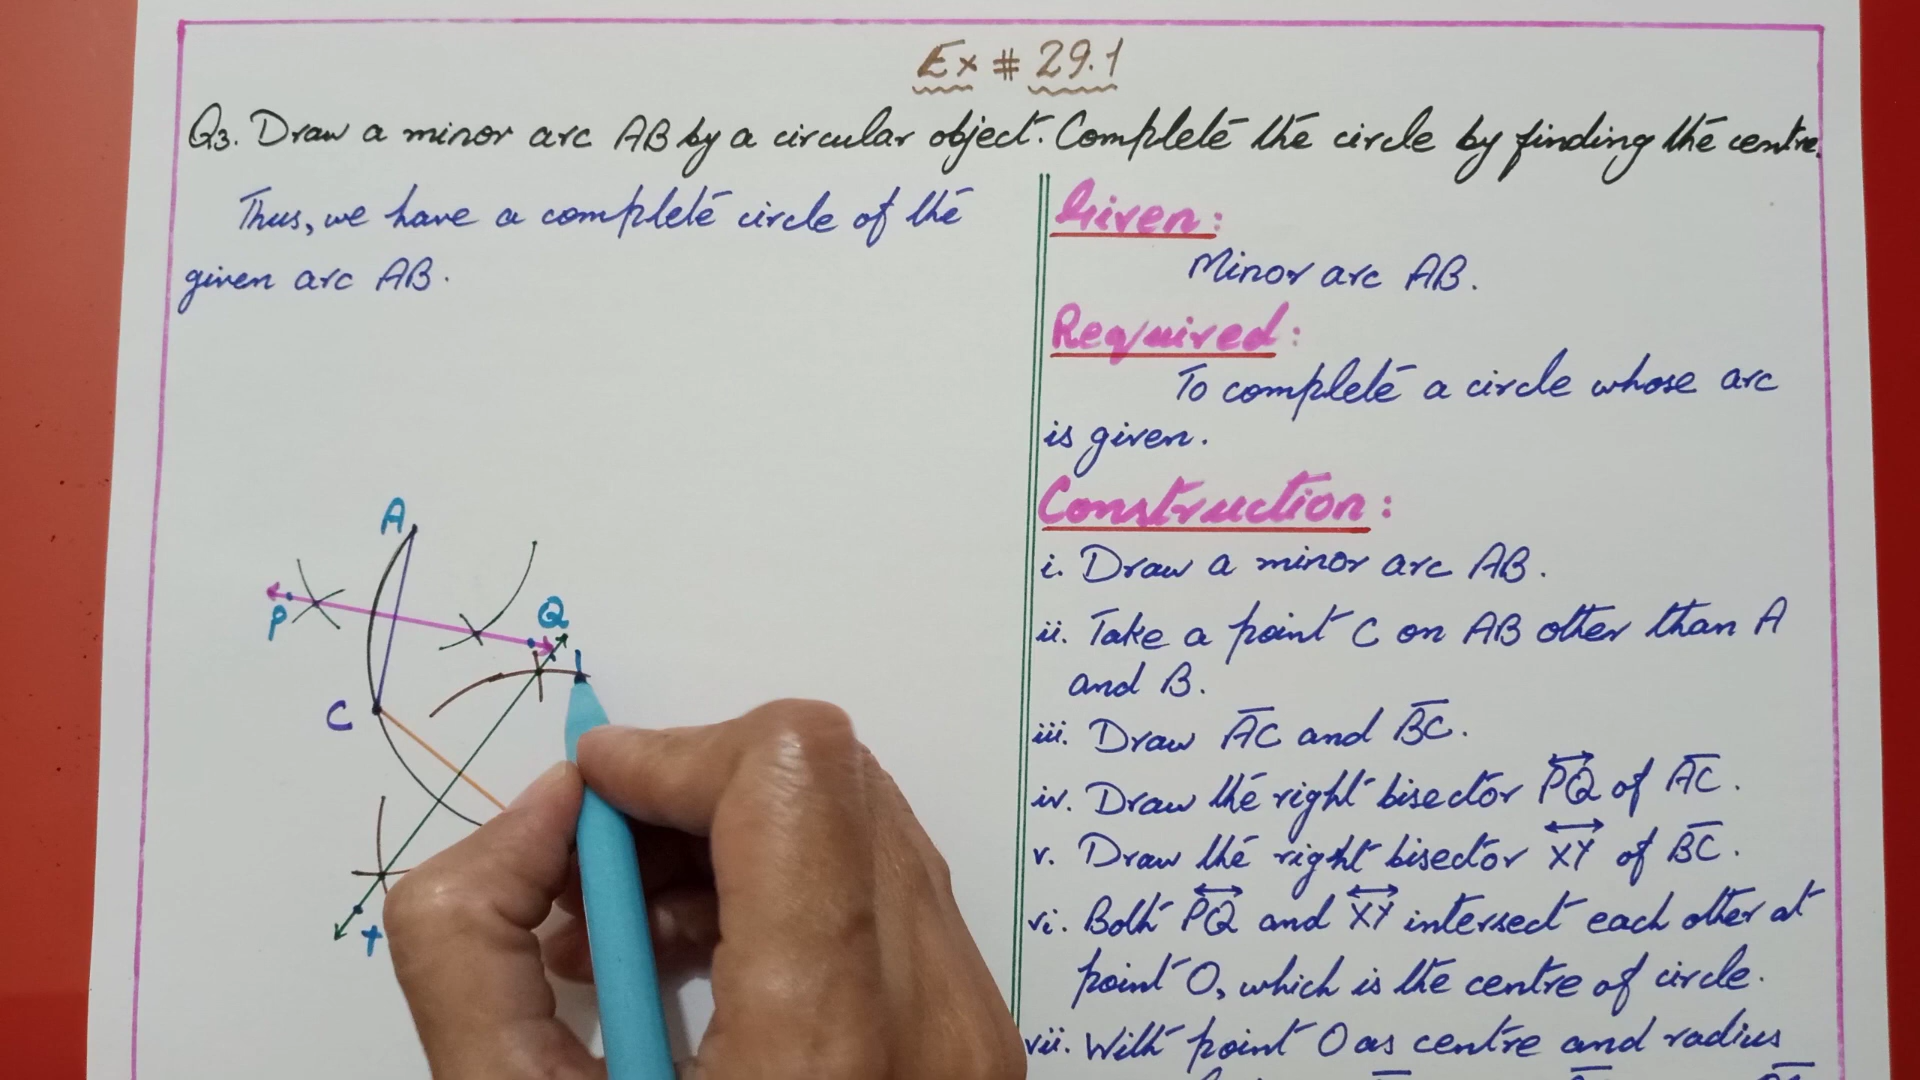 Ex # 29.1
Q3. Draw a minor arc AB by a circular object. Complete the circle by finding the centre.
Thus, we have a complete circle of the
given arc AB.
Given:
Minor arc AB.
Required:
To complete a circle whose arc
is given.
Construction:
i. Draw a minor arc AB.
ii. Take a point C on AB other than A
and B.
iii. Draw A̅C̅ and B̅C̅.
iv. Draw the right bisector PQ of A̅C̅.
v. Draw the right bisector XY of B̅C̅.
vi. Both PQ and XY intersect each other at
point O, which is the centre of circle.
vii. With point O as centre and radius
A
P
Q
C